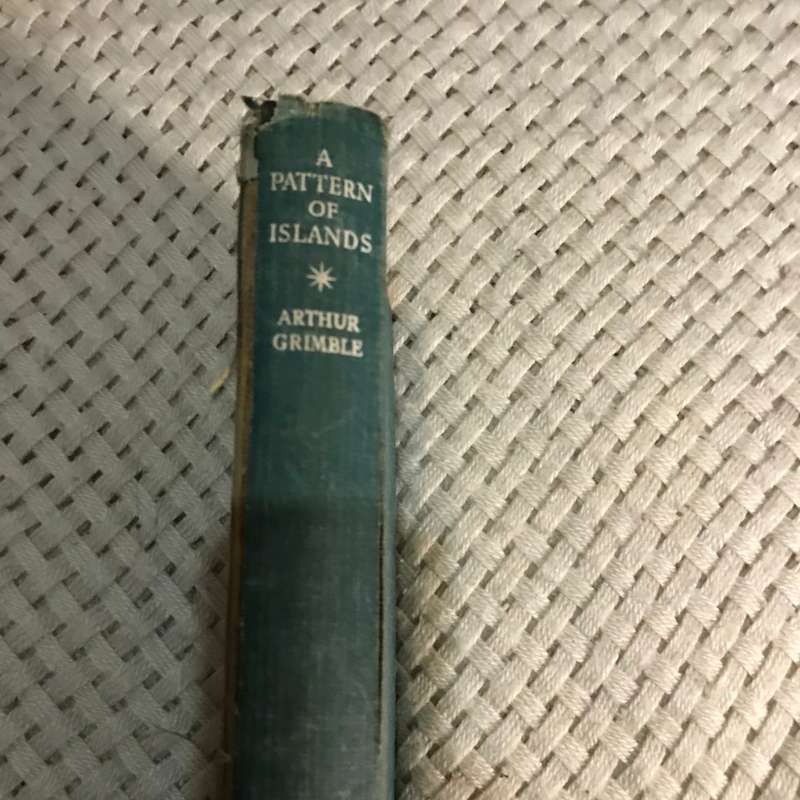 A
PATTERN
OF
ISLANDS
ARTHUR
GRIMBLE